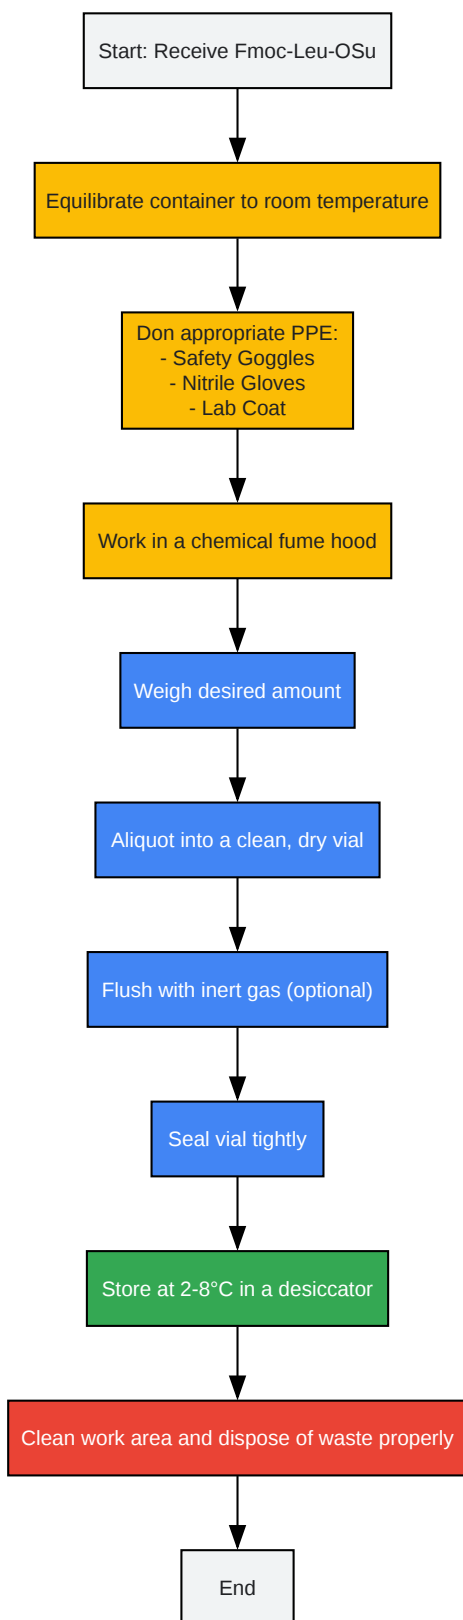 Start: Receive Fmoc-Leu-OSu
Equilibrate container to room temperature
Don appropriate PPE:
- Safety Goggles
- Nitrile Gloves
- Lab Coat
Work in a chemical fume hood
Weigh desired amount
Aliquot into a clean, dry vial
Flush with inert gas (optional)
Seal vial tightly
Store at 2-8°C in a desiccator
Clean work area and dispose of waste properly
End